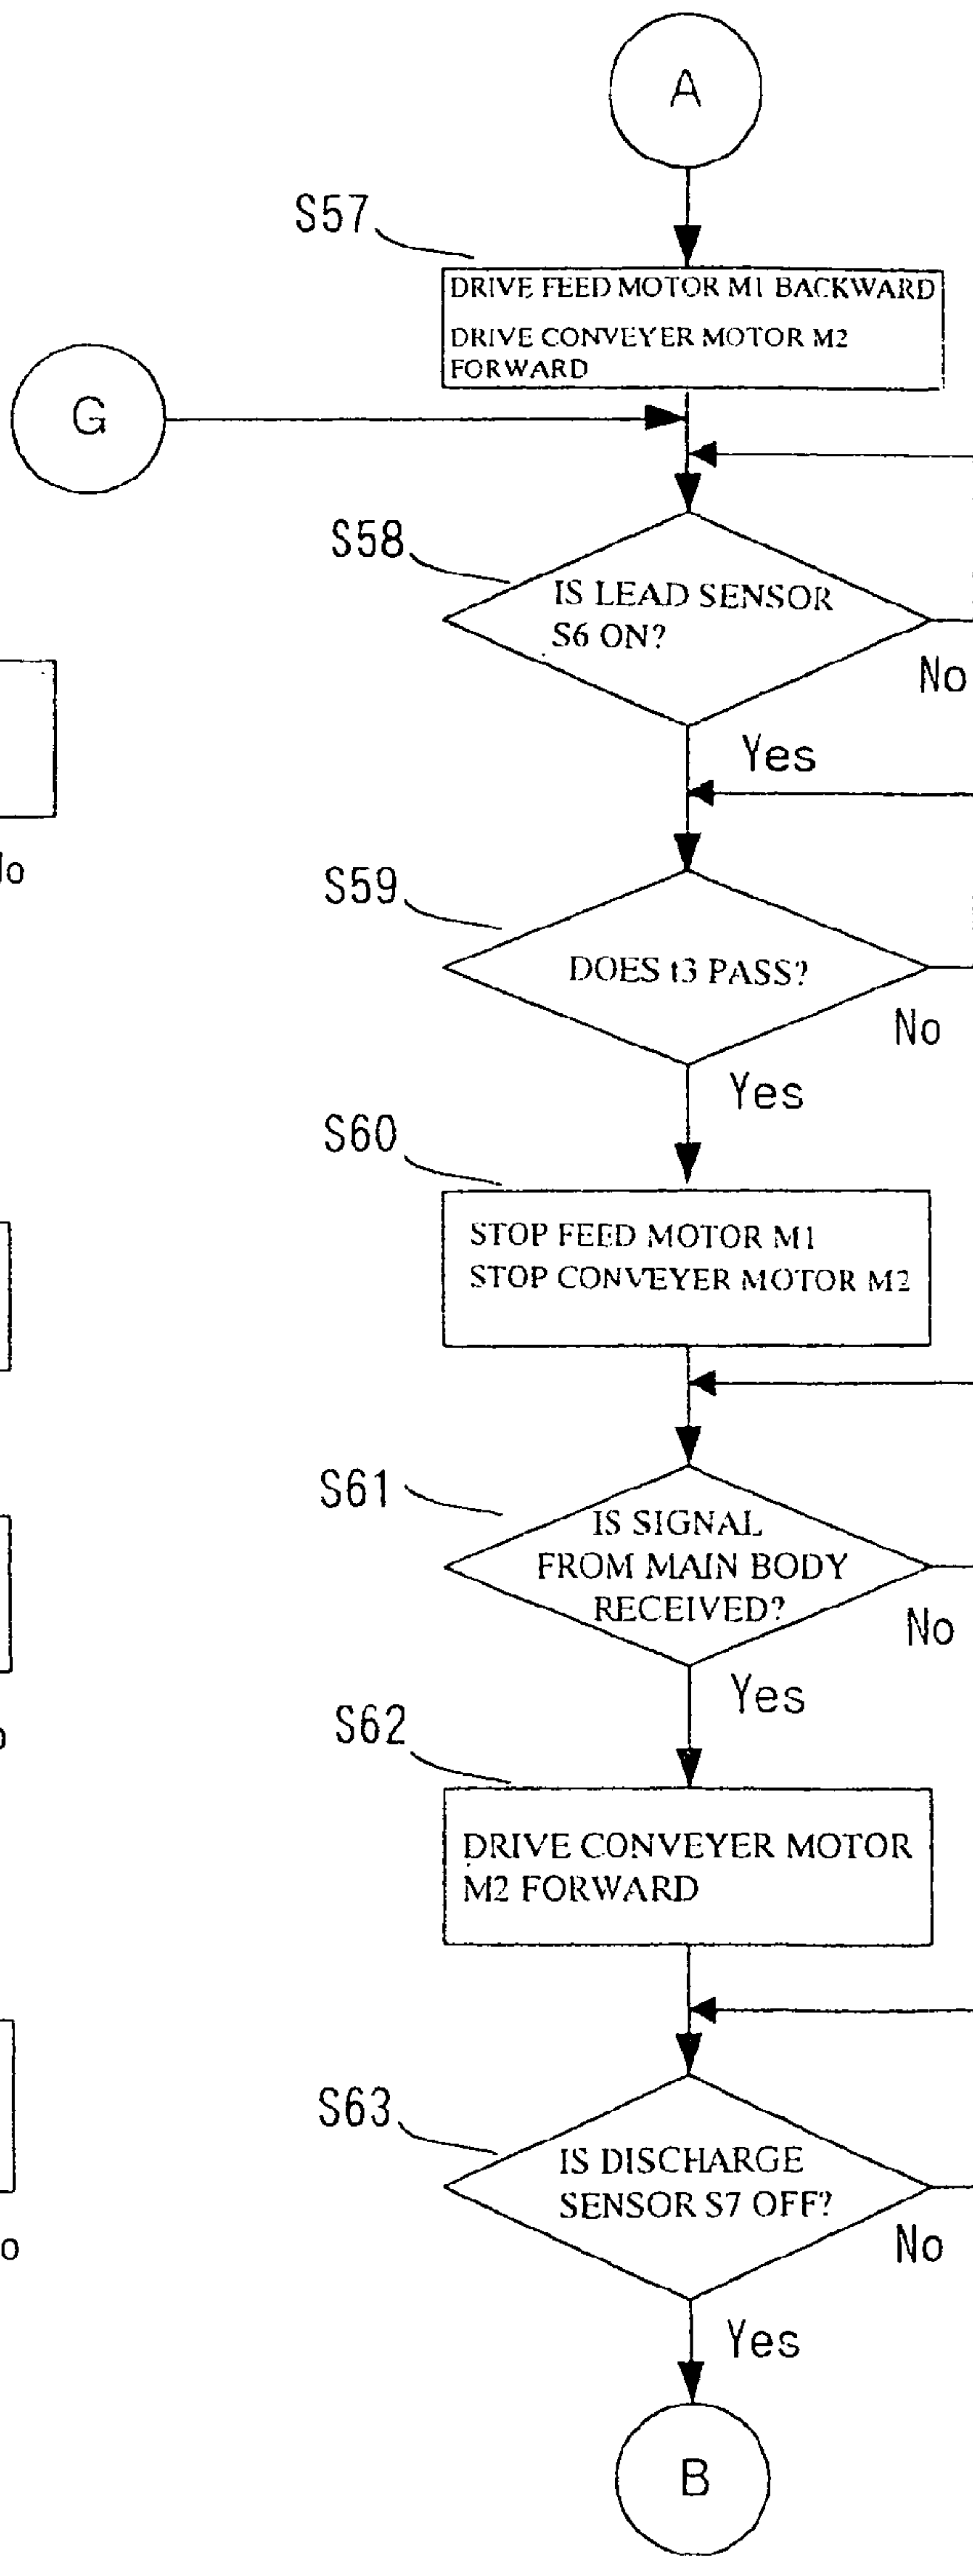 A
S57
DRIVE FEED MOTOR M1 BACKWARD
DRIVE CONVEYER MOTOR M2
FORWARD
G
S58
IS LEAD SENSOR
S6 ON?
No
Yes
S59
DOES t3 PASS?
No
Yes
S60
STOP FEED MOTOR M1
STOP CONVEYER MOTOR M2
S61
IS SIGNAL
FROM MAIN BODY
RECEIVED?
No
Yes
S62
DRIVE CONVEYER MOTOR
M2 FORWARD
S63
IS DISCHARGE
SENSOR S7 OFF?
No
Yes
B